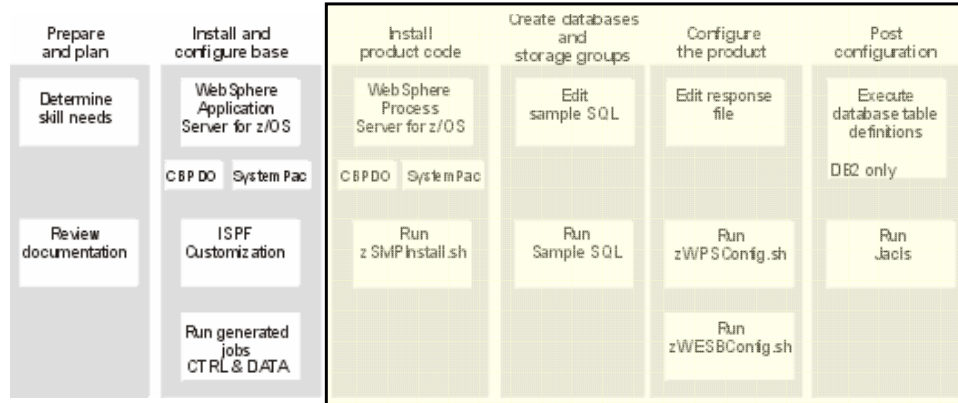 Prepare
and plan
Install and
configure base
Install
product code
Create databases
and
storage groups
Configure
the product
Post
configuration
Determine
skill needs
WebSphere
Application
Server for z/OS
WebSphere
Process
Server for z/OS
Edit
sample SQL
Edit response
file
Execute
database table
definitions
DB2 only
CBPDO
SystemPac
CBPDO
SystemPac
Review
documentation
ISPF
Customization
Run
zSMPInstall.sh
Run
Sample SQL
Run
zWPSConfig.sh
Run
Jacls
Run generated
jobs
CTRL & DATA
Run
zWESBConfig.sh